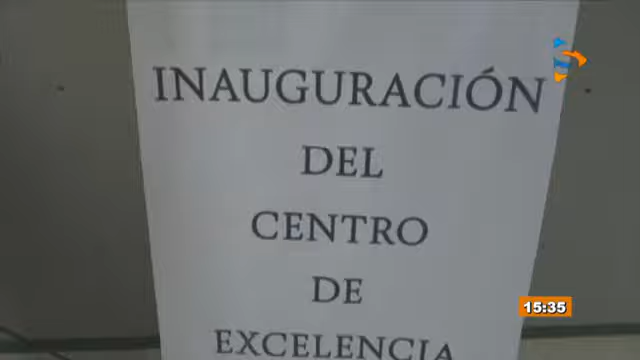 INAUGURACIÓN
DEL
CENTRO
DE
EXCELENCIA
15:35